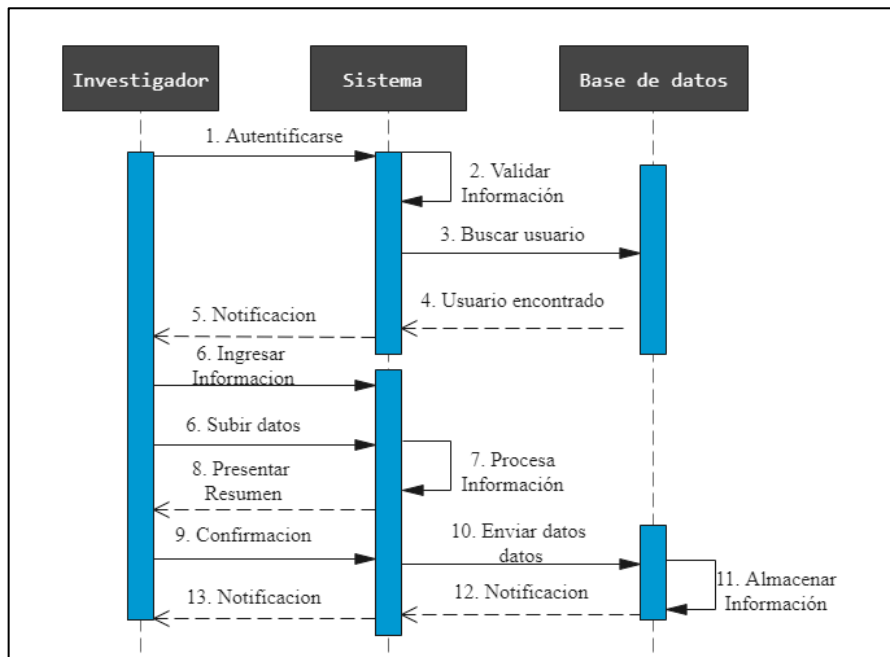 Investigador
Sistema
Base de datos
1. Autentificarse
2. Validar
Información
3. Buscar usuario
4. Usuario encontrado
5. Notificacion
6. Ingresar
Informacion
6. Subir datos
7. Procesa
Información
8. Presentar
Resumen
9. Confirmacion
10. Enviar datos
datos
11. Almacenar
Información
12. Notificacion
13. Notificacion